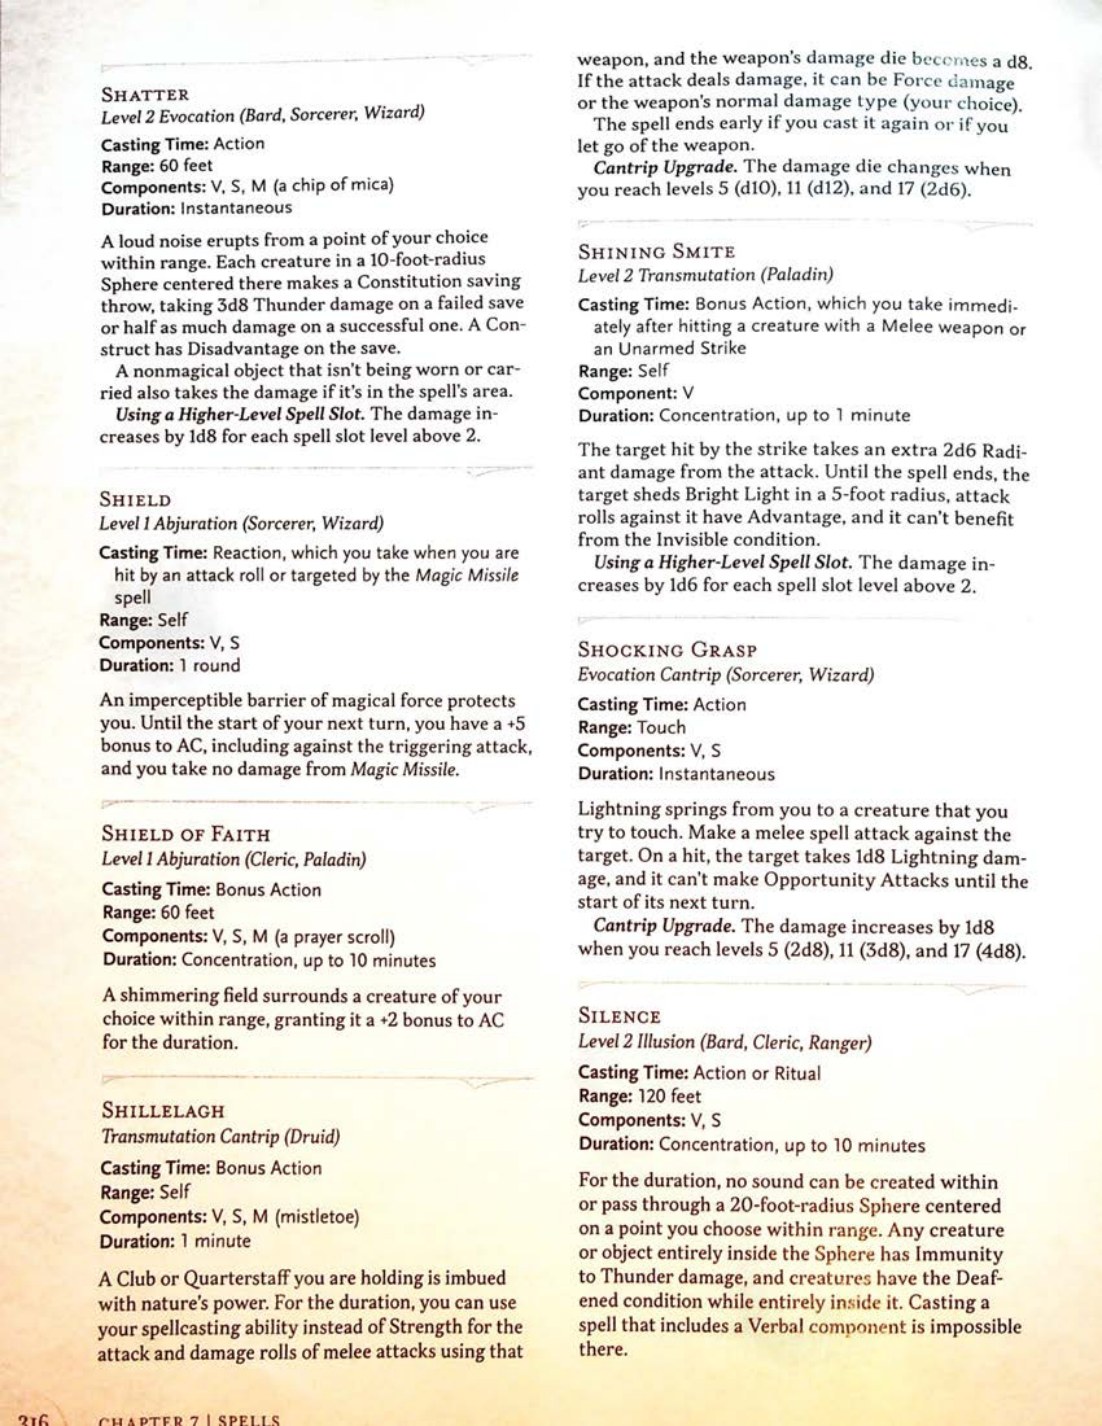 SHATTER
Level 2 Evocation (Bard, Sorcerer, Wizard)
Casting Time: Action
Range: 60 feet
Components: V, S, M (a chip of mica)
Duration: Instantaneous
A loud noise erupts from a point of your choice
within range. Each creature in a 10-foot-radius
Sphere centered there makes a Constitution saving
throw, taking 3d8 Thunder damage on a failed save
or half as much damage on a successful one. A Con-
struct has Disadvantage on the save.
A nonmagical object that isn't being worn or car-
ried also takes the damage if it's in the spell's area.
Using a Higher-Level Spell Slot. The damage in-
creases by 1d8 for each spell slot level above 2.
SHIELD
Level 1 Abjuration (Sorcerer, Wizard)
Casting Time: Reaction, which you take when you are
hit by an attack roll or targeted by the Magic Missile
spell
Range: Self
Components: V, S
Duration: 1 round
An imperceptible barrier of magical force protects
you. Until the start of your next turn, you have a +5
bonus to AC, including against the triggering attack,
and you take no damage from Magic Missile.
SHIELD OF FAITH
Level 1 Abjuration (Cleric, Paladin)
Casting Time: Bonus Action
Range: 60 feet
Components: V, S, M (a prayer scroll)
Duration: Concentration, up to 10 minutes
A shimmering field surrounds a creature of your
choice within range, granting it a +2 bonus to AC
for the duration.
SHILLELAGH
Transmutation Cantrip (Druid)
Casting Time: Bonus Action
Range: Self
Components: V, S, M (mistletoe)
Duration: 1 minute
A Club or Quarterstaff you are holding is imbued
with nature's power. For the duration, you can use
your spellcasting ability instead of Strength for the
attack and damage rolls of melee attacks using that
weapon, and the weapon's damage die becomes a d8.
If the attack deals damage, it can be Force damage
or the weapon's normal damage type (your choice).
The spell ends early if you cast it again or if you
let go of the weapon.
Cantrip Upgrade. The damage die changes when
you reach levels 5 (d10), 11 (d12), and 17 (2d6).
SHINING SMITE
Level 2 Transmutation (Paladin)
Casting Time: Bonus Action, which you take immedi-
ately after hitting a creature with a Melee weapon or
an Unarmed Strike
Range: Self
Component: V
Duration: Concentration, up to 1 minute
The target hit by the strike takes an extra 2d6 Radi-
ant damage from the attack. Until the spell ends, the
target sheds Bright Light in a 5-foot radius, attack
rolls against it have Advantage, and it can't benefit
from the Invisible condition.
Using a Higher-Level Spell Slot. The damage in-
creases by 1d6 for each spell slot level above 2.
SHOCKING GRASP
Evocation Cantrip (Sorcerer, Wizard)
Casting Time: Action
Range: Touch
Components: V, S
Duration: Instantaneous
Lightning springs from you to a creature that you
try to touch. Make a melee spell attack against the
target. On a hit, the target takes 1d8 Lightning dam-
age, and it can't make Opportunity Attacks until the
start of its next turn.
Cantrip Upgrade. The damage increases by 1d8
when you reach levels 5 (2d8), 11 (3d8), and 17 (4d8).
SILENCE
Level 2 Illusion (Bard, Cleric, Ranger)
Casting Time: Action or Ritual
Range: 120 feet
Components: V, S
Duration: Concentration, up to 10 minutes
For the duration, no sound can be created within
or pass through a 20-foot-radius Sphere centered
on a point you choose within range. Any creature
or object entirely inside the Sphere has Immunity
to Thunder damage, and creatures have the Deaf-
ened condition while entirely inside it. Casting a
spell that includes a Verbal component is impossible
there.
316 CHAPTER 7 | SPELLS